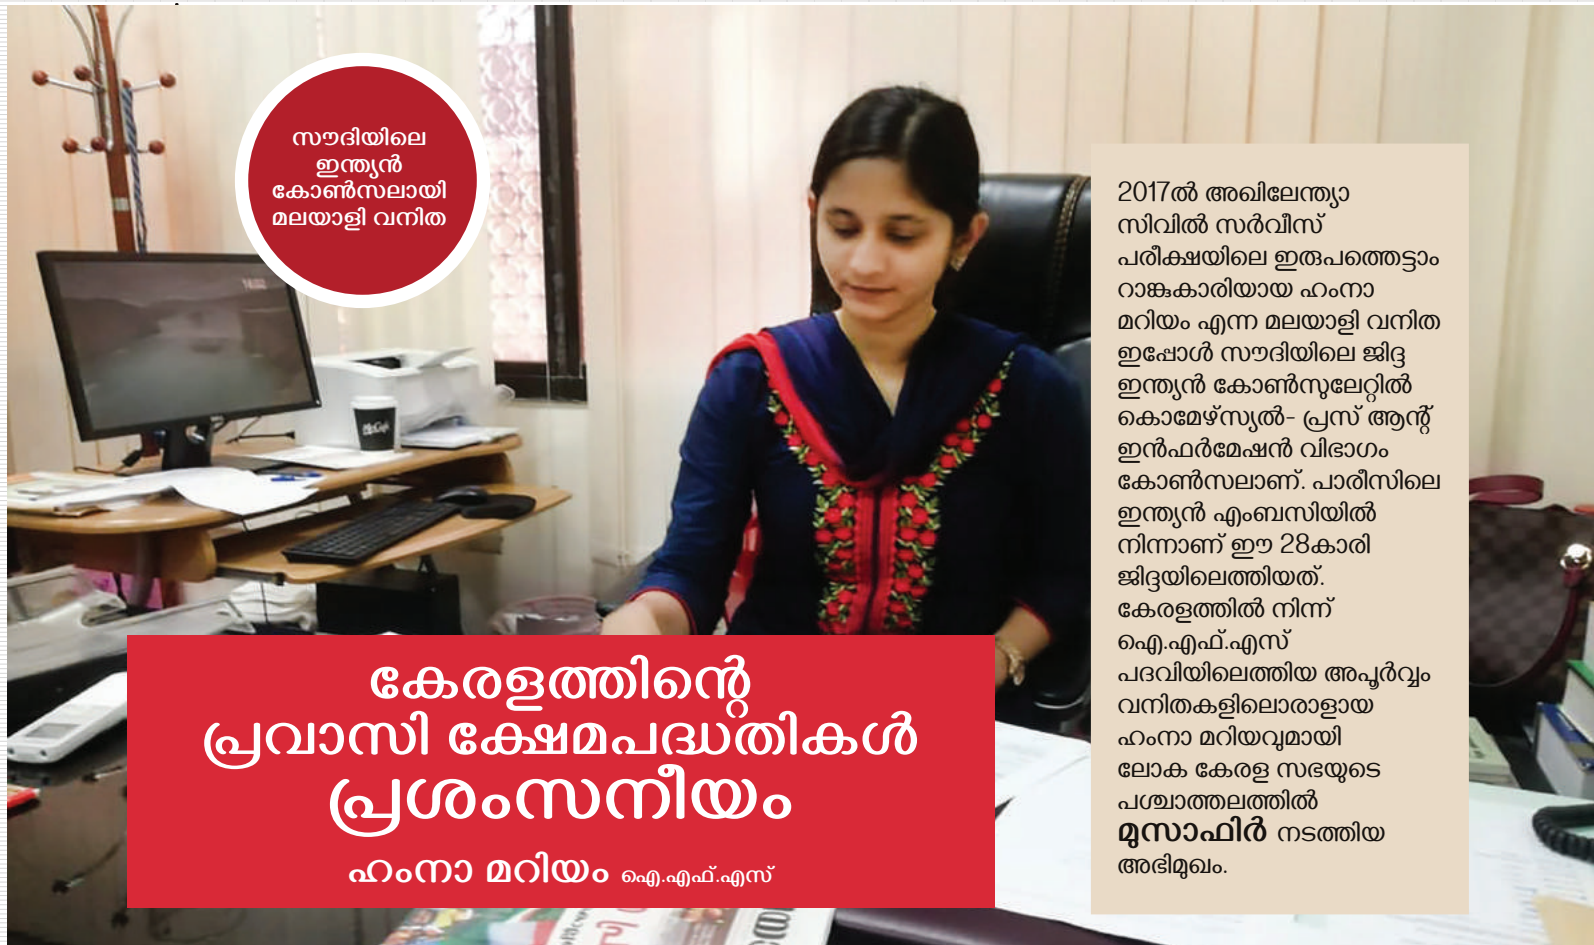 സൗദിയിലെ
ഇന്ത്യൻ
കോൺസലായി
മലയാളി വനിത
2017ൽ അഖിലേന്ത്യാ
സിവിൽ സർവീസ്
പരീക്ഷയിലെ ഇരുപത്തെട്ടാം
റാങ്കുകാരിയായ ഹംനാ
മറിയം എന്ന മലയാളി വനിത
ഇപ്പോൾ സൗദിയിലെ ജിദ്ദ
ഇന്ത്യൻ കോൺസുലേറ്റിൽ
കൊമേഴ്സ്യൽ- പ്രസ് ആന്റ്
ഇൻഫർമേഷൻ വിഭാഗം
കോൺസലാണ്. പാരീസിലെ
ഇന്ത്യൻ എംബസിയിൽ
നിന്നാണ് ഈ 28കാരി
ജിദ്ദയിലെത്തിയത്.
കേരളത്തിൽ നിന്ന്
ഐ.എഫ്.എസ്
പദവിയിലെത്തിയ അപൂർവ്വം
വനിതകളിലൊരാളായ
ഹംനാ മറിയവുമായി
ലോക കേരള സഭയുടെ
പശ്ചാത്തലത്തിൽ
മുസാഫിർ നടത്തിയ
അഭിമുഖം.
McCafé
കേരളത്തിന്റെ
പ്രവാസി ക്ഷേമപദ്ധതികൾ
പ്രശംസനീയം
ഹംനാ മറിയം ഐ.എഫ്.എസ്